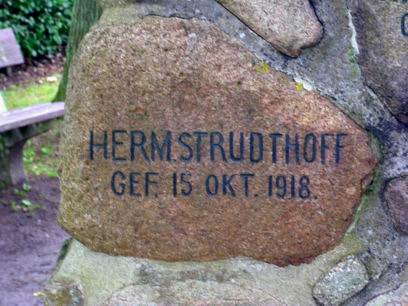 HERM. STRUDTHOFF
GEF. 15 OKT. 1918.